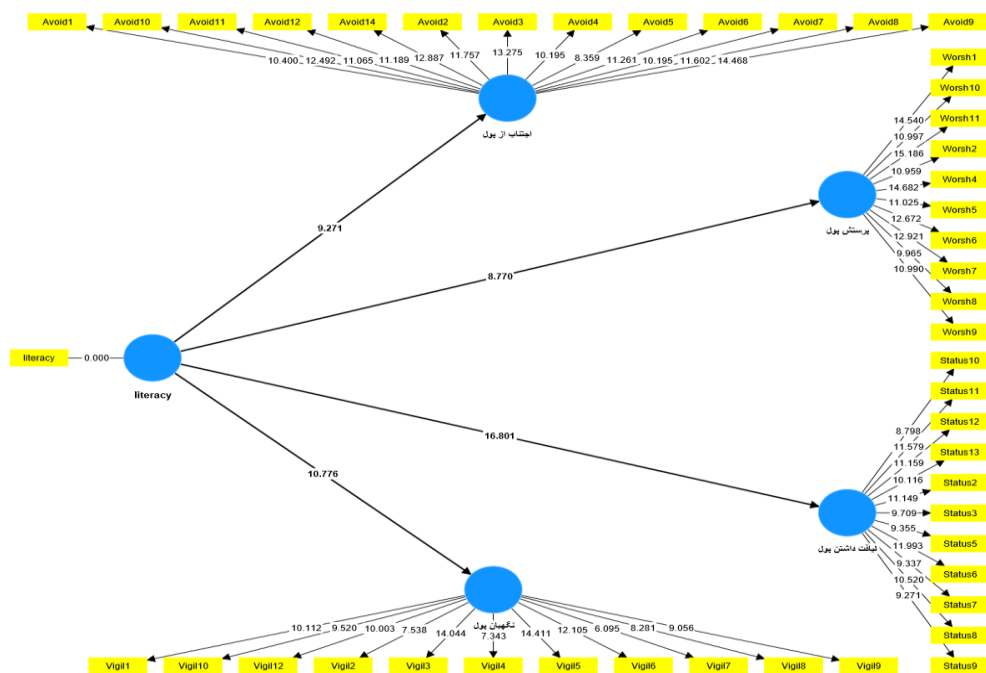 Avoid1 Avoid10 Avoid11 Avoid12 Avoid14 Avoid2 Avoid3 Avoid4 Avoid5 Avoid6 Avoid7 Avoid8 Avoid9
10.400 12.492 11.065 11.189 12.887 11.757 13.275 10.195 8.359 11.261 10.195 11.602 14.468
اجتناب از پول
Worsh1
Worsh10
Worsh11
Worsh2
Worsh4
Worsh5
Worsh6
Worsh7
Worsh8
Worsh9
14.540
10.997
15.186
10.959
14.682
11.025
12.672
12.921
9.965
10.990
پرستش پول
9.271
8.770
literacy
0.000
literacy
16.801
10.776
Status10
Status11
Status12
Status13
Status2
Status3
Status5
Status6
Status7
Status8
Status9
8.798
11.579
11.159
10.116
11.149
9.709
9.355
11.993
9.337
10.520
9.271
لیاقت داشتن پول
نگهبان پول
10.112 9.520 10.003 7.538 14.044 7.343 14.411 12.105 6.095 8.281 9.056
Vigil1 Vigil10 Vigil12 Vigil2 Vigil3 Vigil4 Vigil5 Vigil6 Vigil7 Vigil8 Vigil9